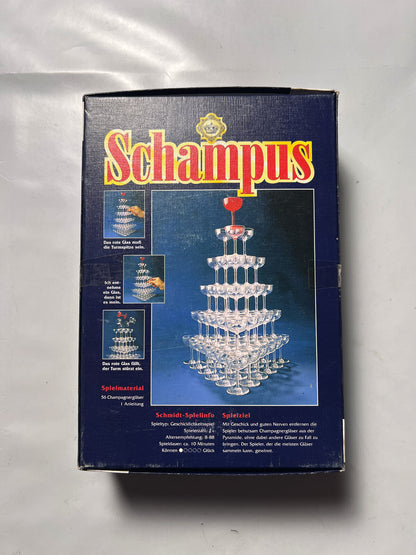 Schampus
Das rote Glas muß
die Turmspitze sein.
Ich ent-
nehme
ein Glas,
dann ist
es mein.
Das rote Glas fällt,
der Turm stürzt ein.
Spielmaterial
56 Champagnergläser
1 Anleitung
Schmidt-Spielinfo
Spieltyp: Geschicklichkeitsspiel
Spielerzahl:
Altersempfehlung: 8-88
Spieldauer: ca. 10 Minuten
Können Glück
Spielziel
Mit Geschick und guten Nerven entfernen die
Spieler behutsam Champagnergläser aus der
Pyramide, ohne dabei andere Gläser zu Fall zu
bringen. Der Spieler, der die meisten Gläser
sammeln kann, gewinnt.